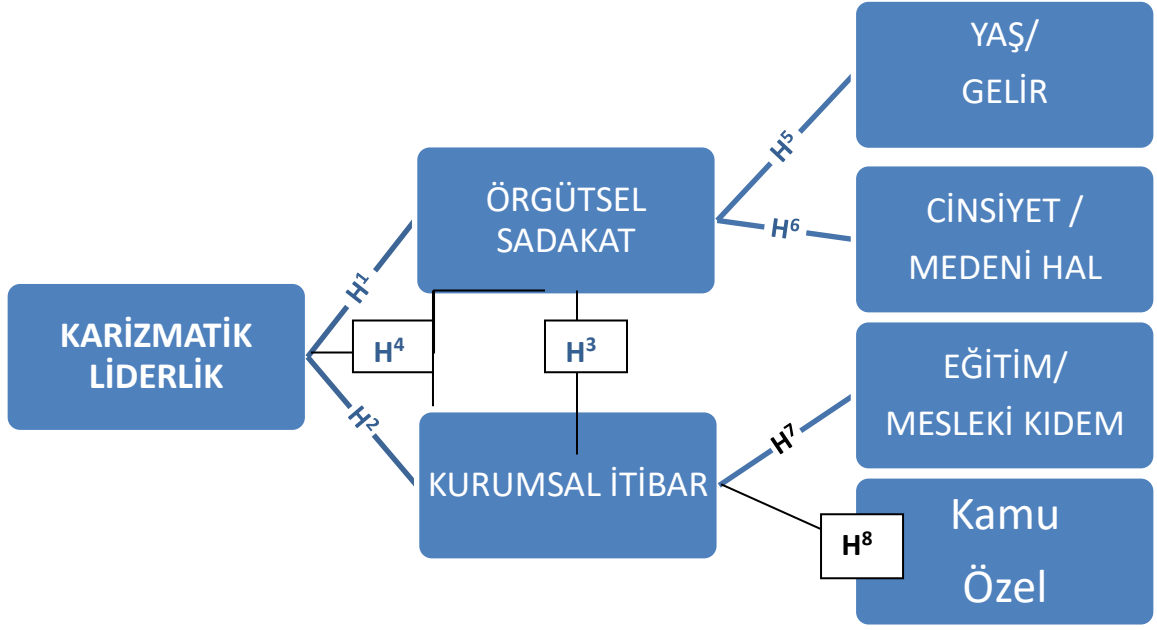 KARİZMATİK
LİDERLİK
H¹
H²
H⁴
H³
ÖRGÜTSEL
SADAKAT
KURUMSAL İTİBAR
H⁵
H⁶
H⁷
H⁸
YAŞ/
GELİR
CİNSİYET /
MEDENİ HAL
EĞİTİM/
MESLEKİ KIDEM
Kamu
Özel